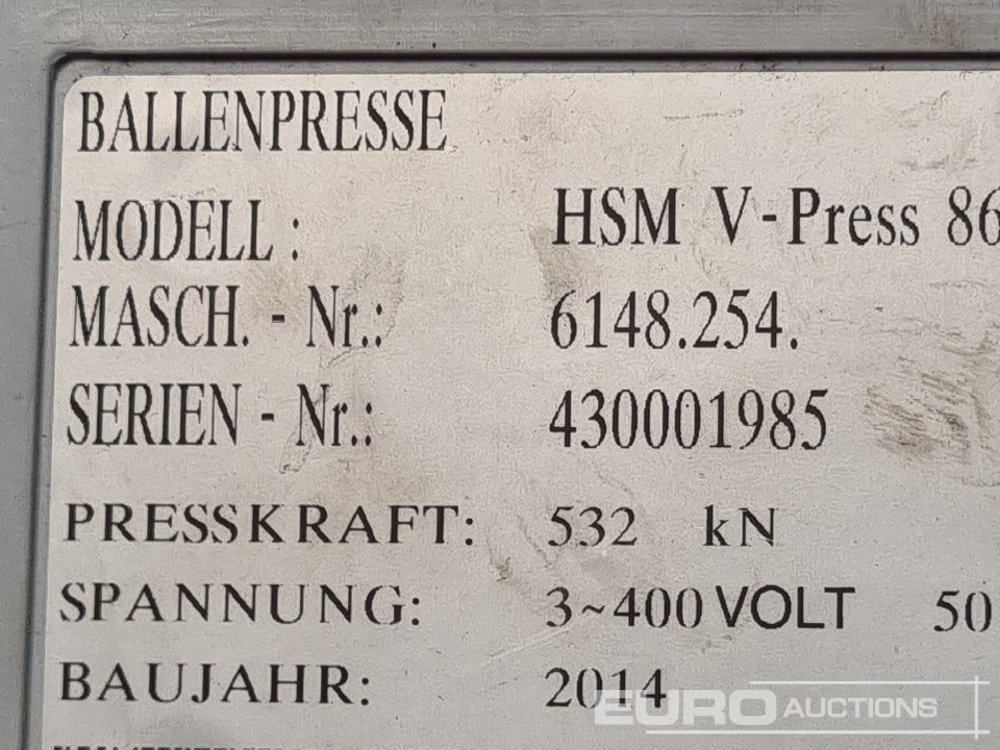 BALLENPRESSE
MODELL : HSM V-Press 86
MASCH. - Nr.: 6148.254.
SERIEN - Nr.: 430001985
PRESSKRAFT: 532 kN
SPANNUNG: 3~400 VOLT 50
BAUJAHR: 2014
EURO AUCTIONS